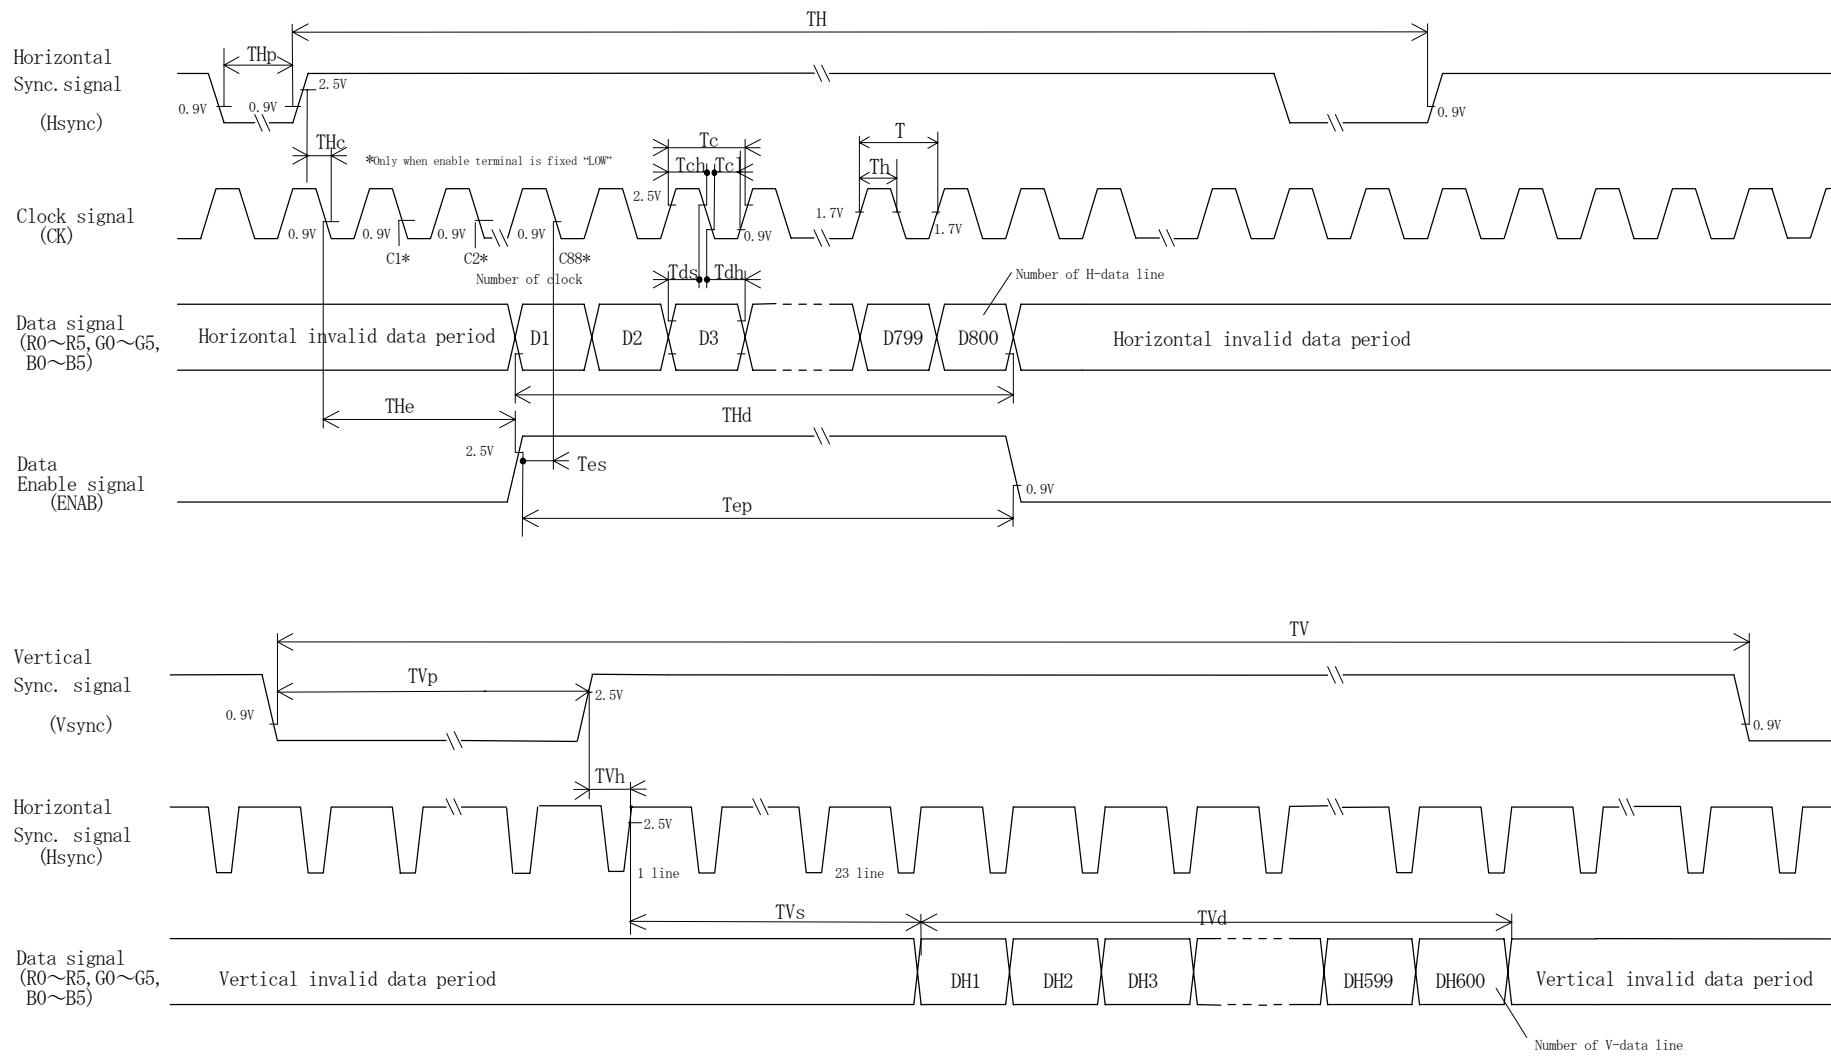 TH
Horizontal
THp
Sync.signal
2.5V
0.9V
0.9V
0.9V
(Hsync)
THc
Tc
T
*Only when enable terminal is fixed “LOW”
Tch
Tcl
Th
2.5V
1.7V
Clock signal
(CK)
0.9V
0.9V
0.9V
0.9V
0.9V
1.7V
C1*
C2*
C88*
Number of clock
Tds
Tdh
Number of H-data line
Data signal
(R0～R5,G0～G5,
B0～B5)
Horizontal invalid data period
D1
D2
D3
D799
D800
Horizontal invalid data period
THe
THd
2.5V
Data
Enable signal
(ENAB)
Tes
0.9V
Tep
TV
Vertical
Sync. signal
TVp
2.5V
0.9V
(Vsync)
0.9V
TVh
Horizontal
Sync. signal
(Hsync)
2.5V
1 line
23 line
TVs
TVd
Data signal
(R0～R5,G0～G5,
B0～B5)
Vertical invalid data period
DH1
DH2
DH3
DH599
DH600
Vertical invalid data period
Number of V-data line